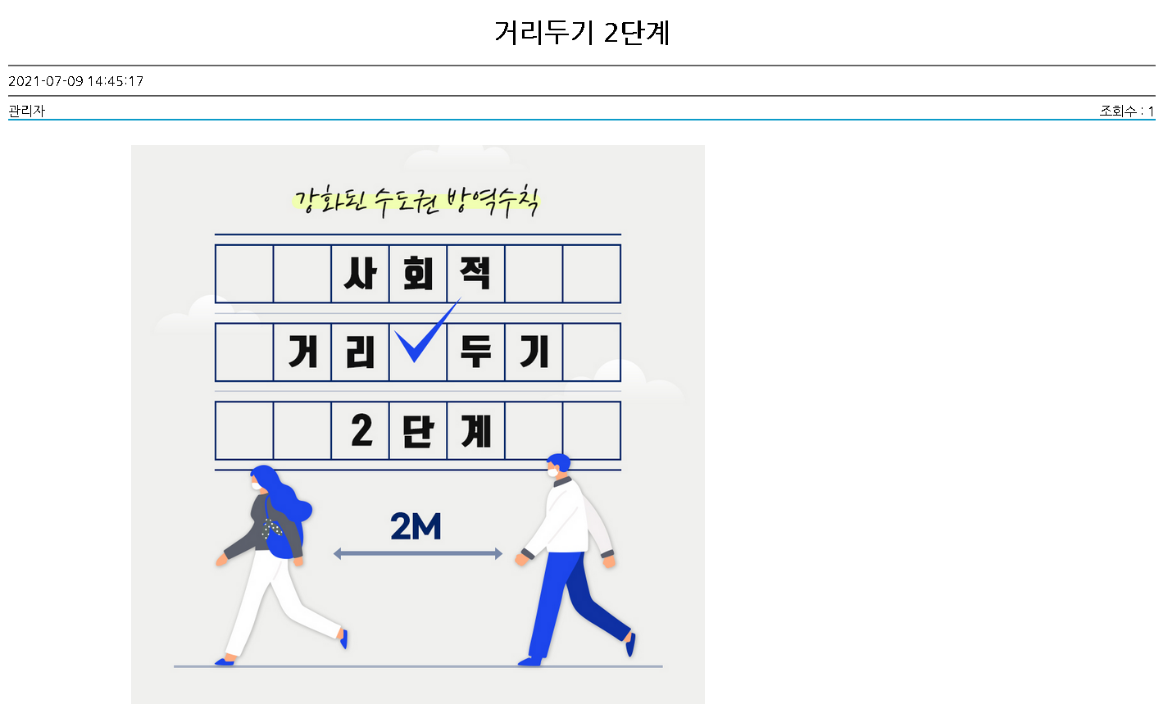 거리두기 2단계
2021-07-09 14:45:17
관리자 조회수 : 1
강화된 수도권 방역수칙
사회적
거리 두기
2단계
2M